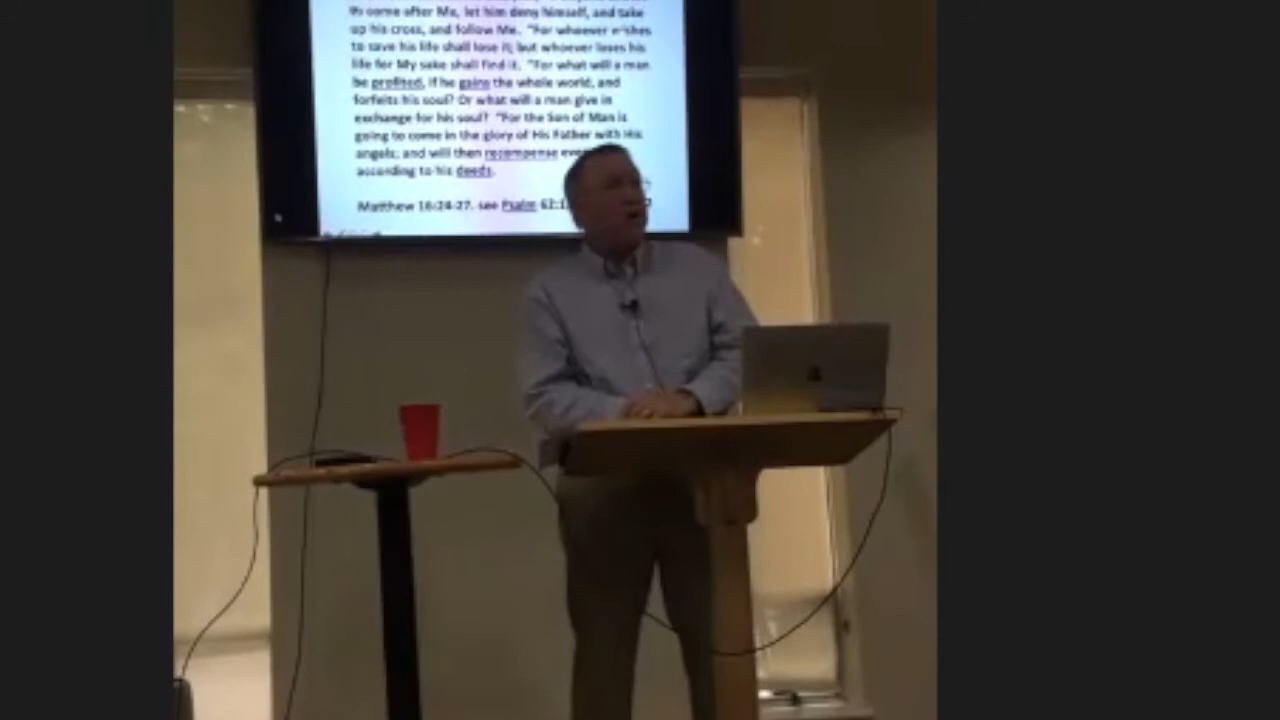 come after Me, let him deny himself, and take
up his cross, and follow Me. "For whoever wishes
to save his life shall lose it; but whoever loses his
life for My sake shall find it. "For what will a man
be profited, if he gains the whole world, and
forfeits his soul? Or what will a man give in
exchange for his soul? "For the Son of Man is
going to come in the glory of His Father with His
angels; and will then recompense
according to his deeds.
Matthew 16:24-27. see Psalm 62:1